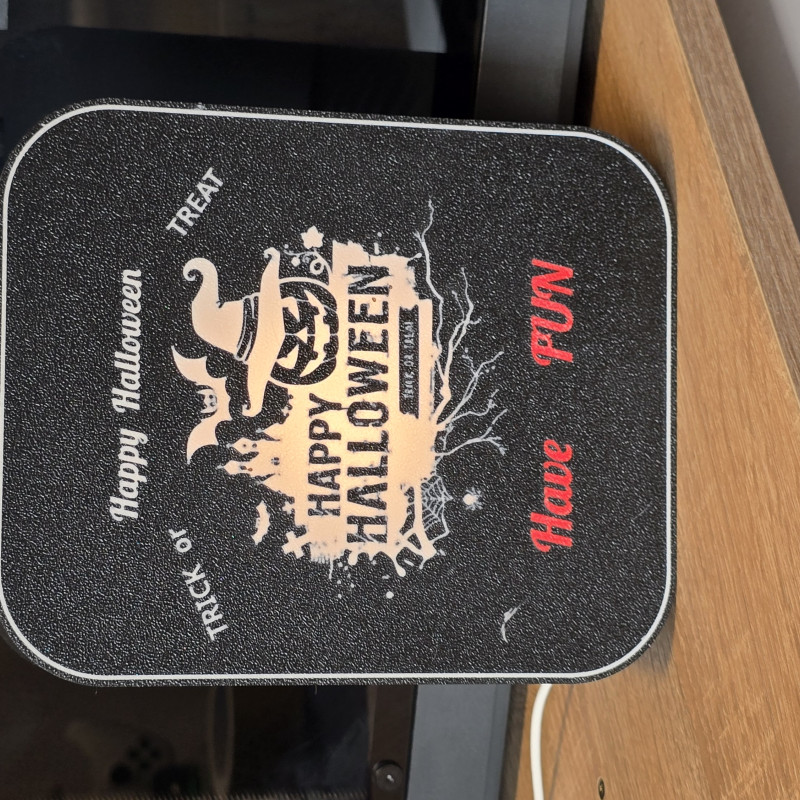 Happy Halloween
TRICK or TREAT
HAPPY
HALLOWEEN
TRICK OR TREAT
Have FUN